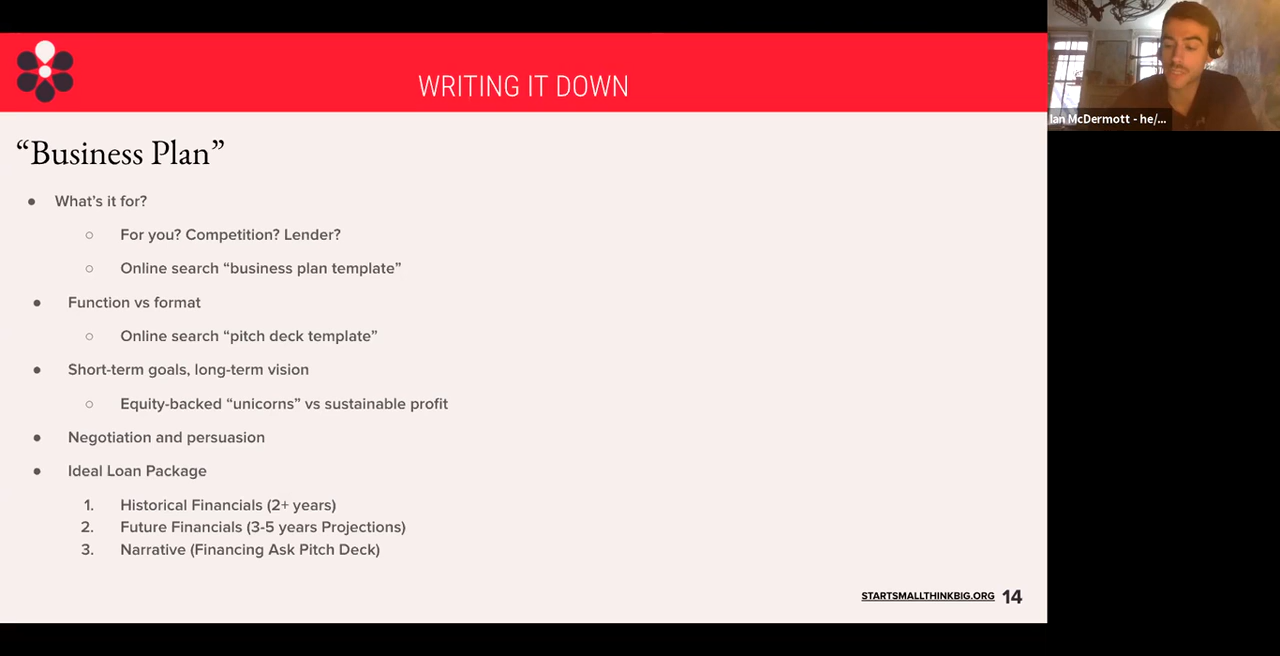 WRITING IT DOWN
Ian McDermott - he/...
“Business Plan”
● What’s it for?
○ For you? Competition? Lender?
○ Online search “business plan template”
● Function vs format
○ Online search “pitch deck template”
● Short-term goals, long-term vision
○ Equity-backed “unicorns” vs sustainable profit
● Negotiation and persuasion
● Ideal Loan Package
1. Historical Financials (2+ years)
2. Future Financials (3-5 years Projections)
3. Narrative (Financing Ask Pitch Deck)
STARTSMALLTHINKBIG.ORG 14